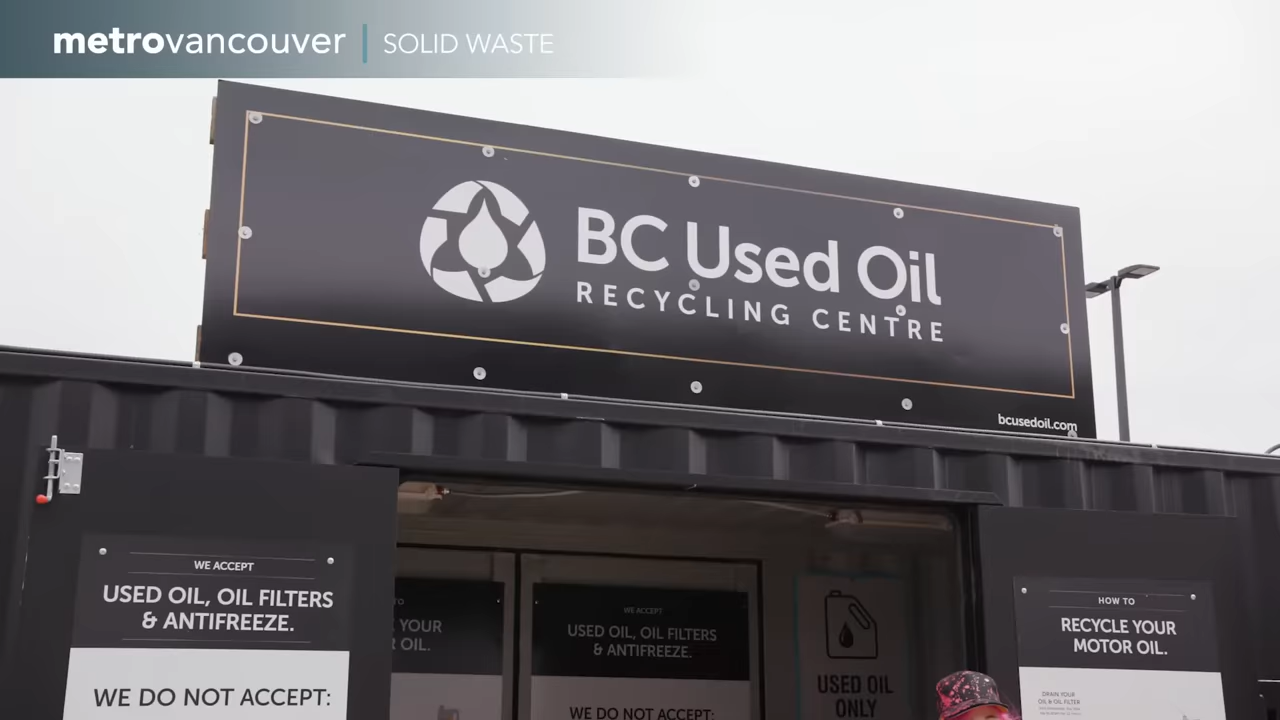 metrovancouver | SOLID WASTE
BC Used Oil
RECYCLING CENTRE
bcusedoil.com
WE ACCEPT
USED OIL, OIL FILTERS
& ANTIFREEZE.
WE DO NOT ACCEPT:
YOUR
OIL.
WE ACCEPT
USED OIL, OIL FILTERS
& ANTIFREEZE.
WE DO NOT ACCEPT:
USED OIL
ONLY
HOW TO
RECYCLE YOUR
MOTOR OIL.
DRAIN YOUR
OIL & OIL FILTER